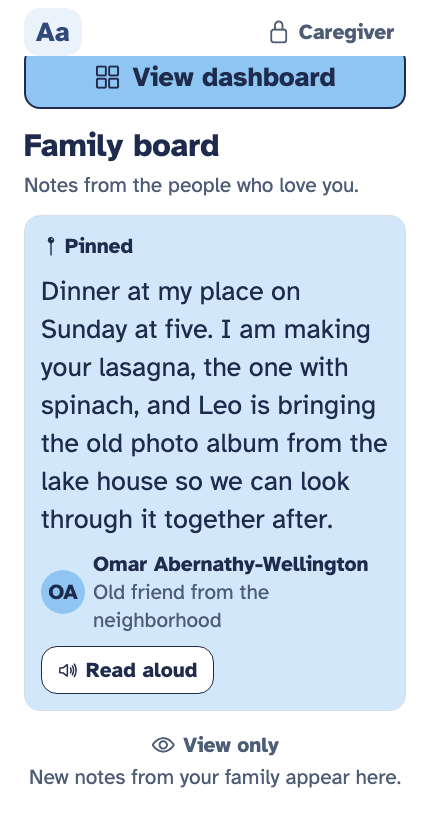 Aa
Caregiver
View dashboard
Family board
Notes from the people who love you.
Pinned
Dinner at my place on
Sunday at five. I am making
your lasagna, the one with
spinach, and Leo is bringing
the old photo album from the
lake house so we can look
through it together after.
OA
Omar Abernathy-Wellington
Old friend from the
neighborhood
Read aloud
View only
New notes from your family appear here.